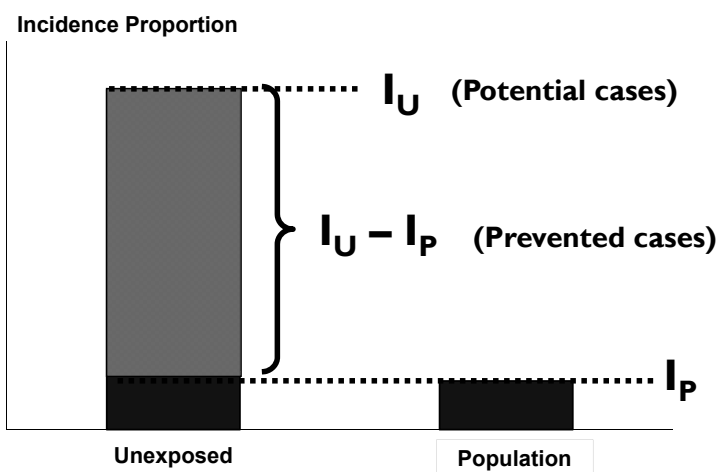 Incidence Proportion
I_U (Potential cases)
I_U – I_P (Prevented cases)
I_P
Unexposed
Population